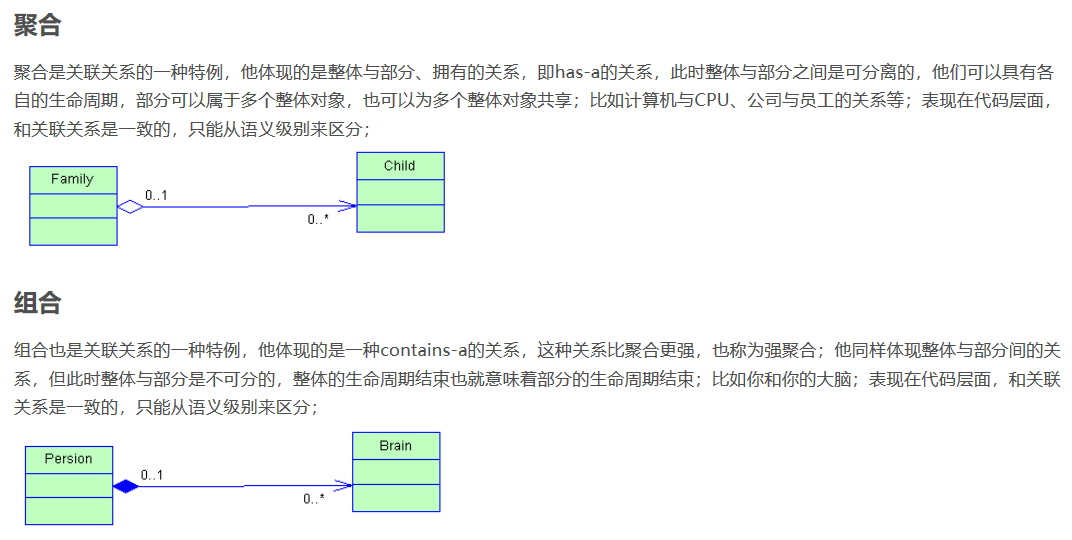 聚合
聚合是关联关系的一种特例，他体现的是整体与部分、拥有的关系，即has-a的关系，此时整体与部分之间是可分离的，他们可以具有各
自的生命周期，部分可以属于多个整体对象，也可以为多个整体对象共享；比如计算机与CPU、公司与员工的关系等；表现在代码层面，
和关联关系是一致的，只能从语义级别来区分；
Child
Family
0..1
0..*
组合
组合也是关联关系的一种特例，他体现的是一种contains-a的关系，这种关系比聚合更强，也称为强聚合；他同样体现整体与部分间的关
系，但此时整体与部分是不可分的，整体的生命周期结束也就意味着部分的生命周期结束；比如你和你的大脑；表现在代码层面，和关联
关系是一致的，只能从语义级别来区分；
Brain
Persion
0..1
0..*